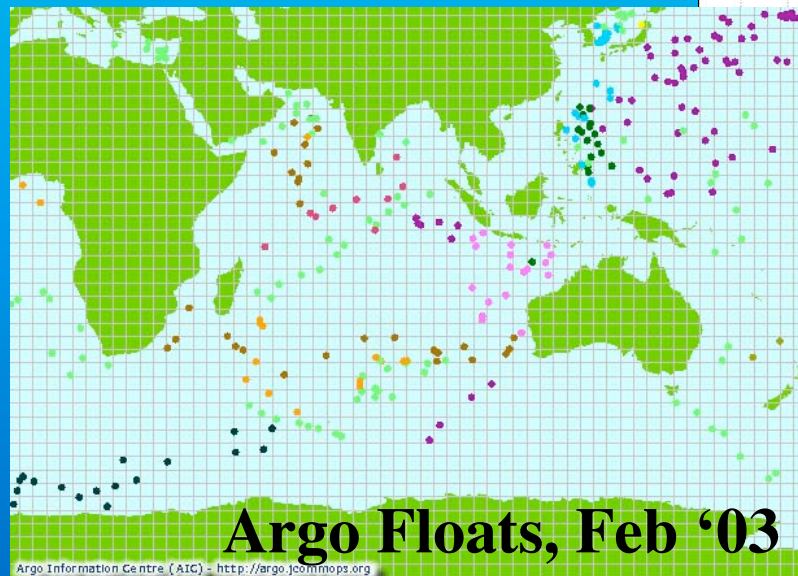 Argo Floats, Feb ‘03
Argo Information Centre (AIC) - http://argo.jcommops.org